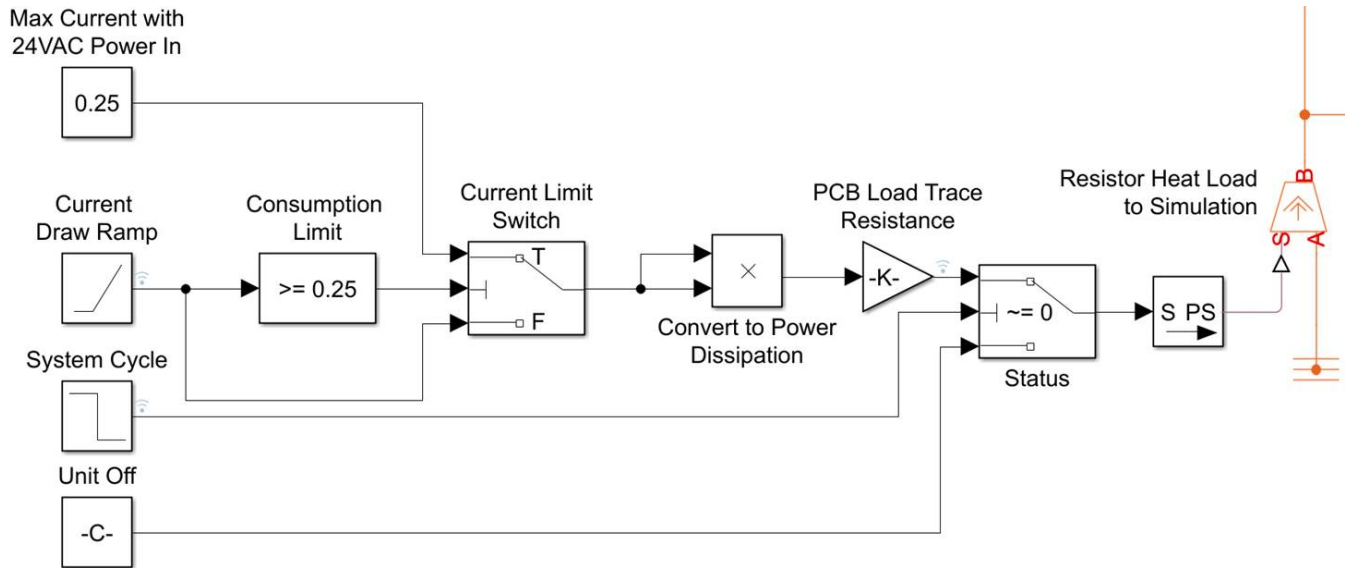 Max Current with
24VAC Power In
0.25
Current
Draw Ramp
Consumption
Limit
>= 0.25
Current Limit
Switch
T
F
×
Convert to Power
Dissipation
PCB Load Trace
Resistance
-K-
~= 0
Status
S PS
Resistor Heat Load
to Simulation
B
S
A
System Cycle
Unit Off
-C-